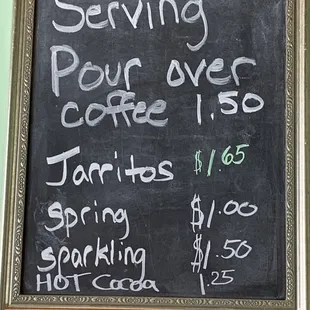 Serving
Pour over
coffee 1.50
Jarritos $1.65
Spring $1.00
sparkling $1.50
HOT Cocoa 1.25